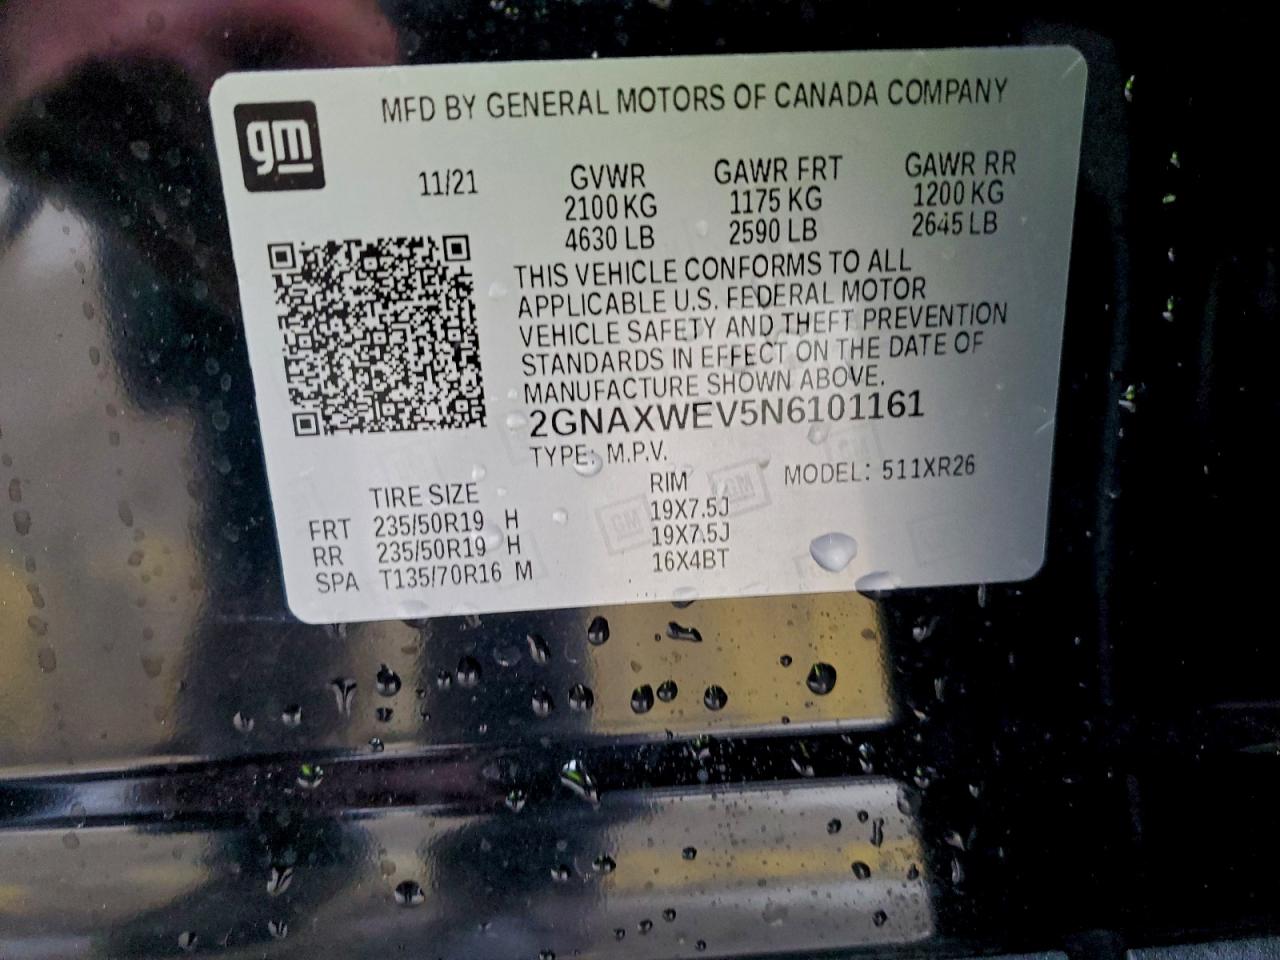 gm
MFD BY GENERAL MOTORS OF CANADA COMPANY
11/21 GVWR GAWR FRT GAWR RR
2100 KG 1175 KG 1200 KG
4630 LB 2590 LB 2645 LB
THIS VEHICLE CONFORMS TO ALL
APPLICABLE U.S. FEDERAL MOTOR
VEHICLE SAFETY AND THEFT PREVENTION
STANDARDS IN EFFECT ON THE DATE OF
MANUFACTURE SHOWN ABOVE.
2GNAXWEV5N6101161
TYPE: M.P.V.
MODEL: 511XR26
TIRE SIZE RIM
FRT 235/50R19 H 19X7.5J
RR 235/50R19 H 19X7.5J
SPA T135/70R16 M 16X4BT
GM
GM